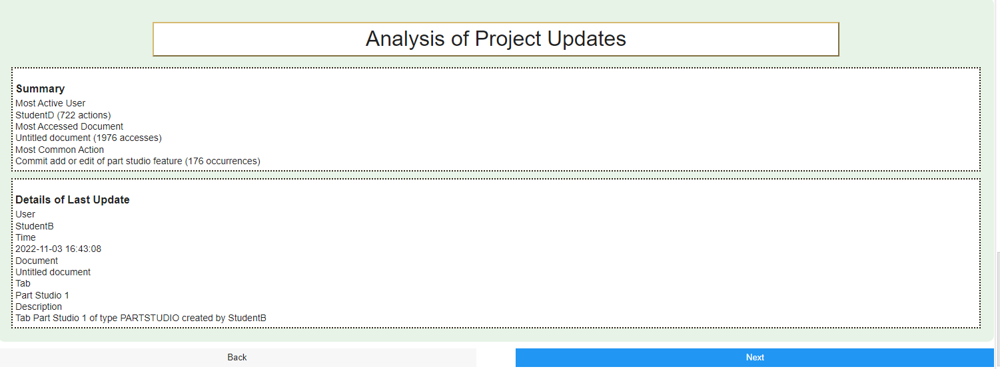 Analysis of Project Updates
Summary
Most Active User
StudentD (722 actions)
Most Accessed Document
Untitled document (1976 accesses)
Most Common Action
Commit add or edit of part studio feature (176 occurrences)
Details of Last Update
User
StudentB
Time
2022-11-03 16:43:08
Document
Untitled document
Tab
Part Studio 1
Description
Tab Part Studio 1 of type PARTSTUDIO created by StudentB
Back
Next